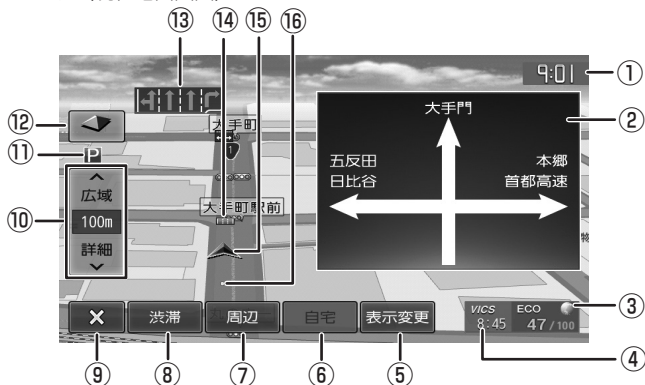 ⑬ ⑭ ⑮ ⑯
9:01 ①
大手門 ②
⑫
大手町
1
⑪ P
五反田 本郷
日比谷 首都高速
広域
⑩ 100m
詳細
大手町駅前
VICS ECO ③
8:45 47/100
× 渋滞 周辺 自宅 表示変更
④
⑨ ⑧ ⑦ ⑥ ⑤